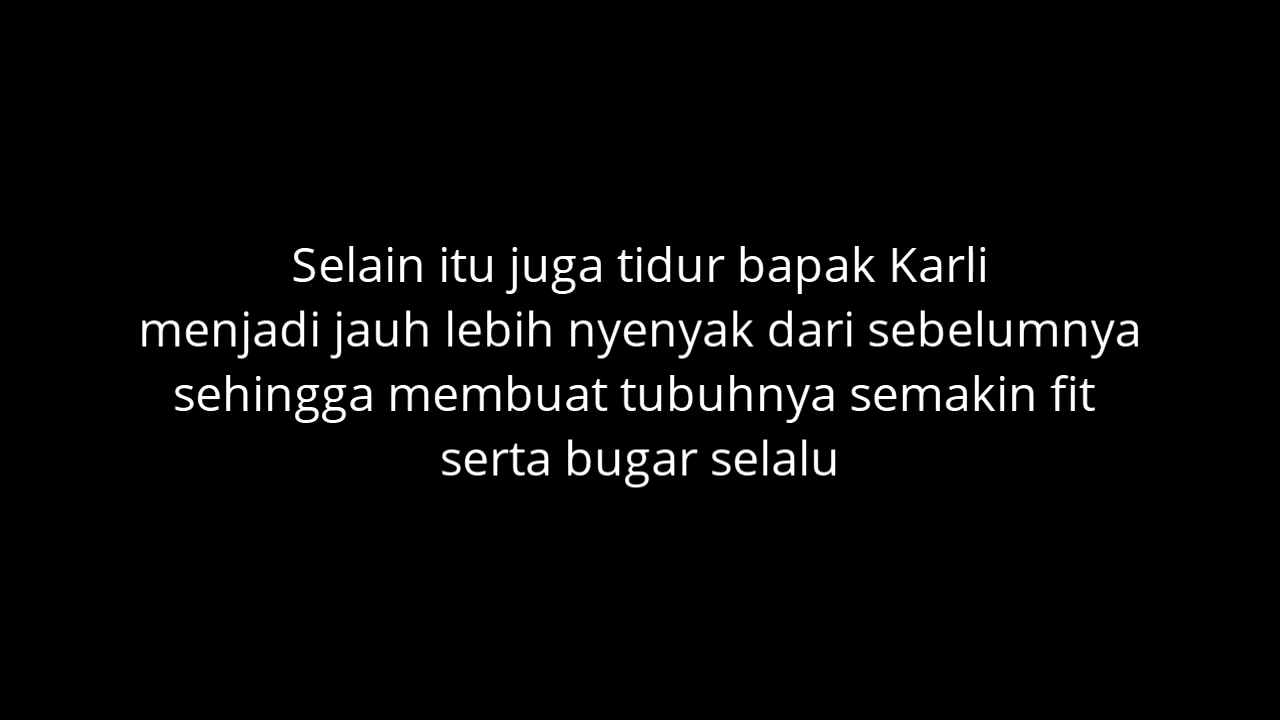 Selain itu juga tidur bapak Karli
menjadi jauh lebih nyenyak dari sebelumnya
sehingga membuat tubuhnya semakin fit
serta bugar selalu